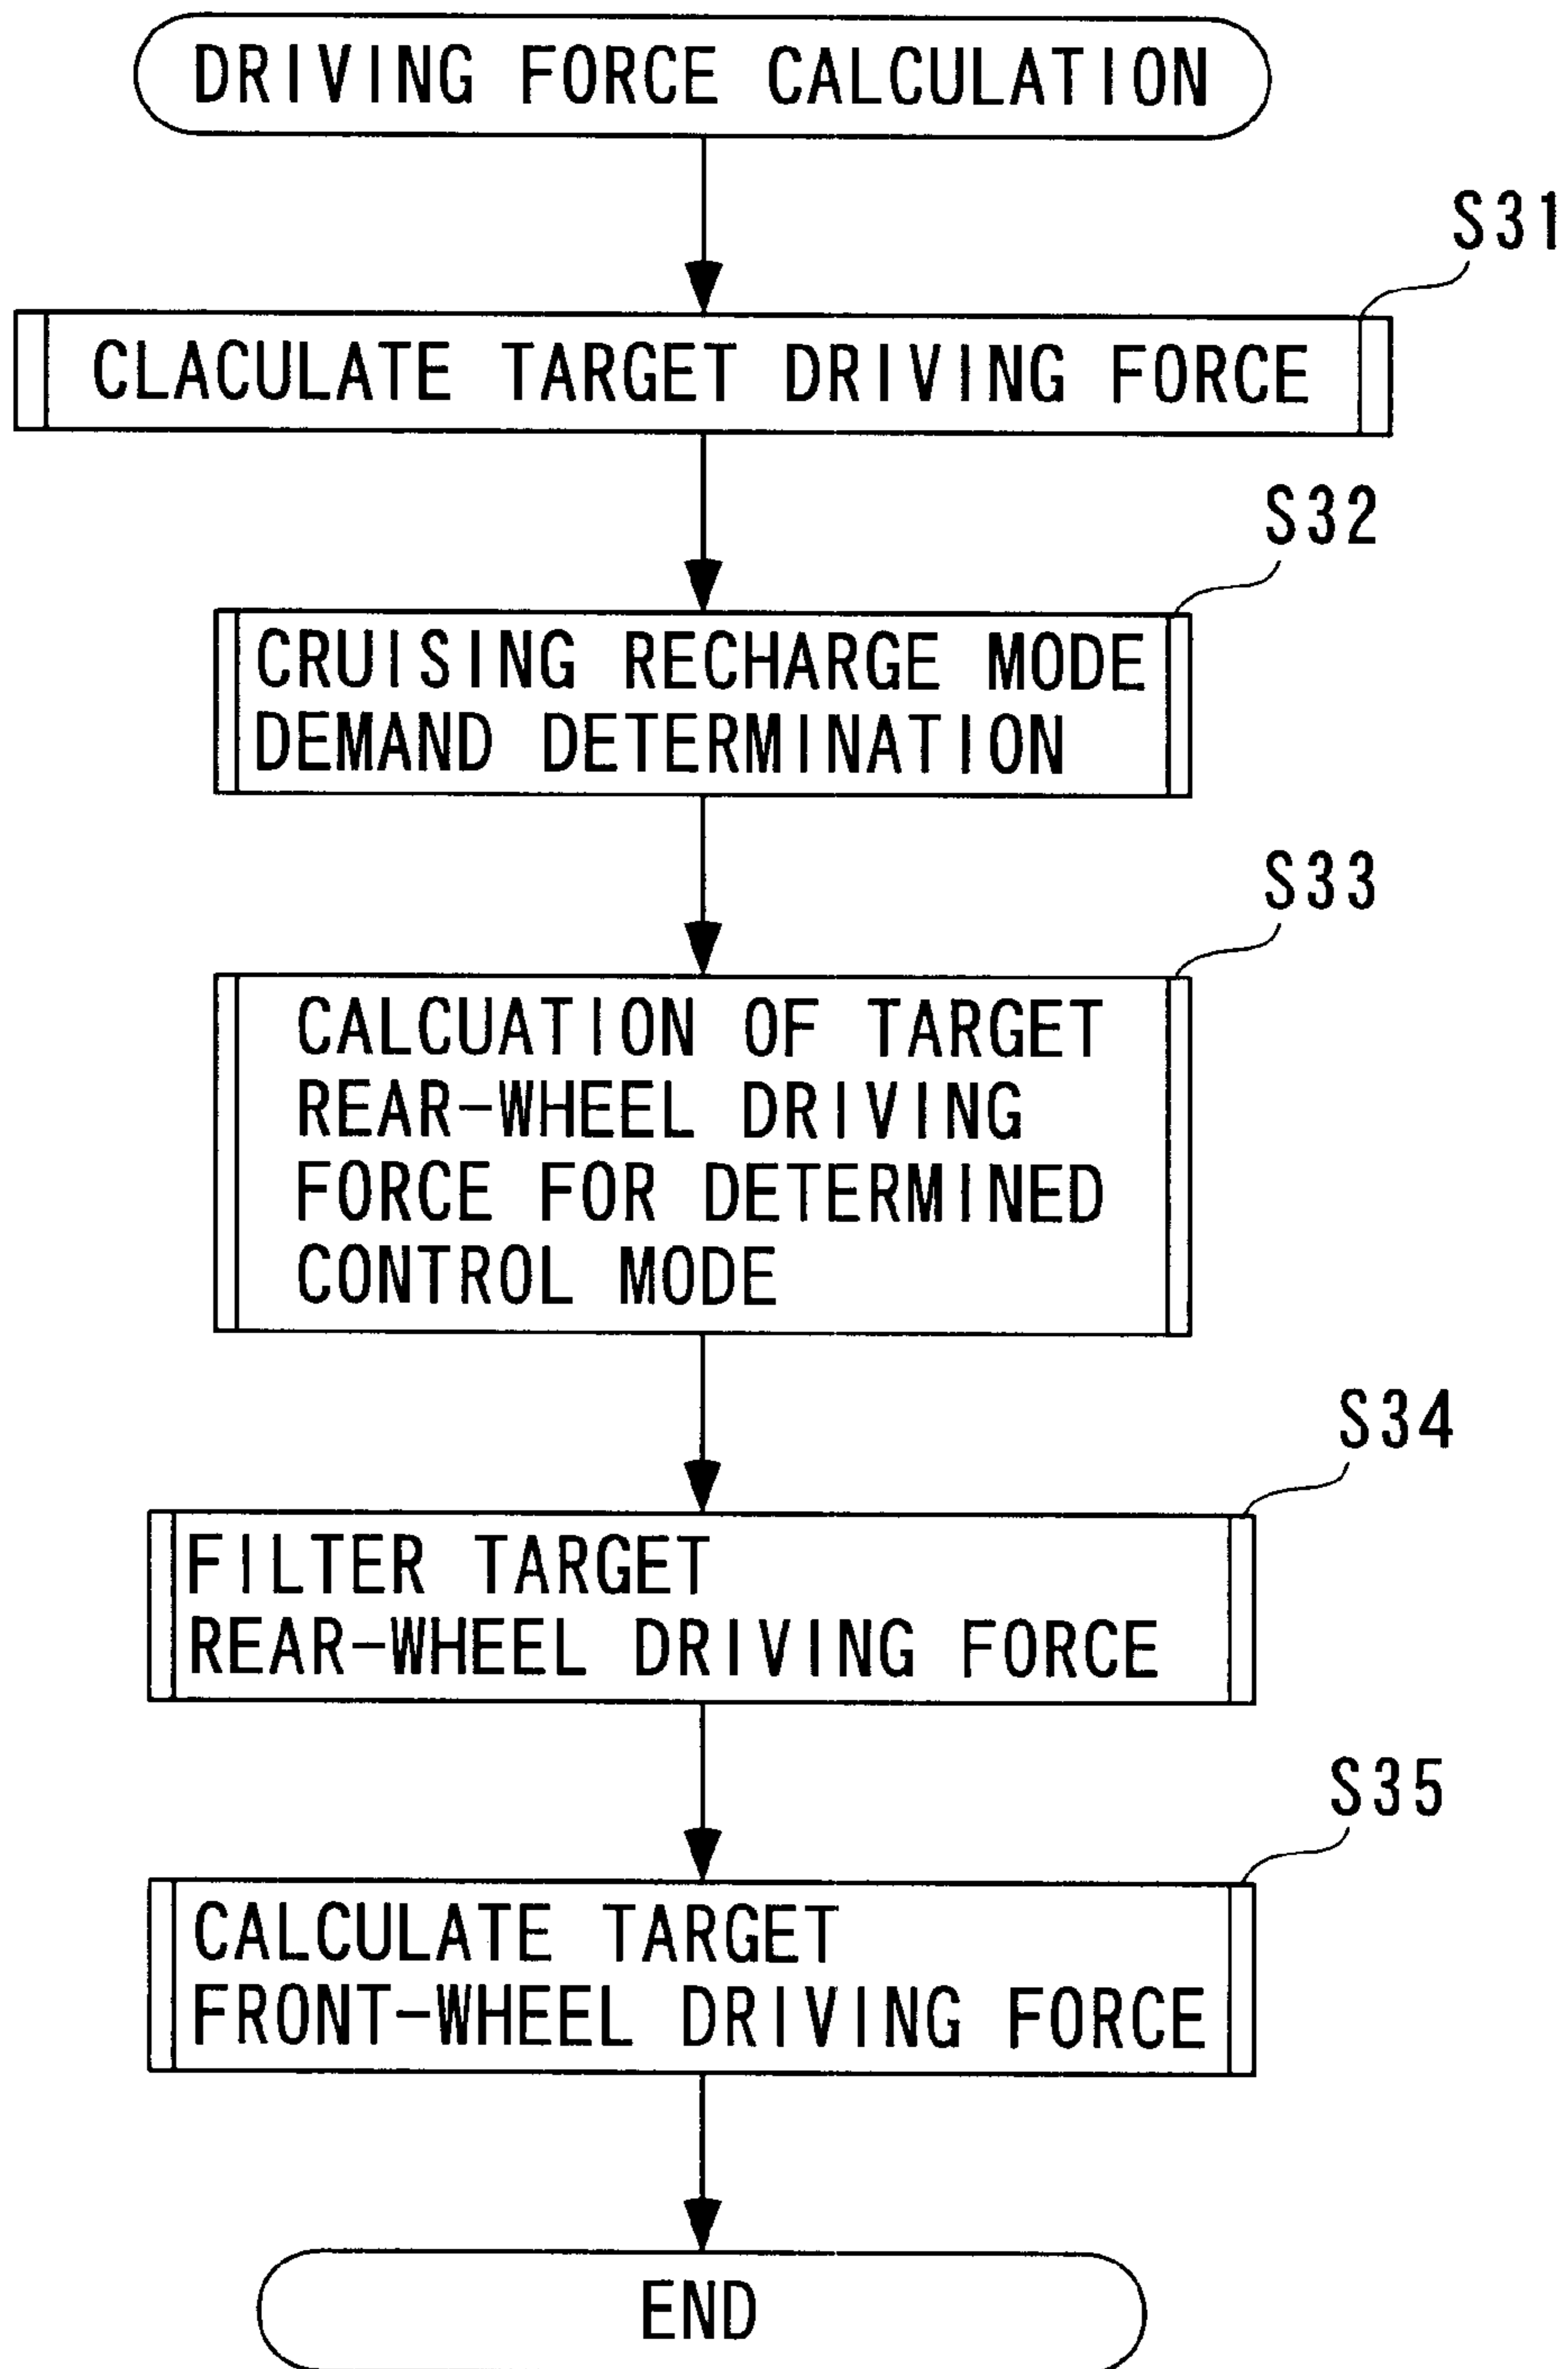 DRIVING FORCE CALCULATION
S31
CLACULATE TARGET DRIVING FORCE
S32
CRUISING RECHARGE MODE
DEMAND DETERMINATION
S33
CALCUATION OF TARGET
REAR-WHEEL DRIVING
FORCE FOR DETERMINED
CONTROL MODE
S34
FILTER TARGET
REAR-WHEEL DRIVING FORCE
S35
CALCULATE TARGET
FRONT-WHEEL DRIVING FORCE
END